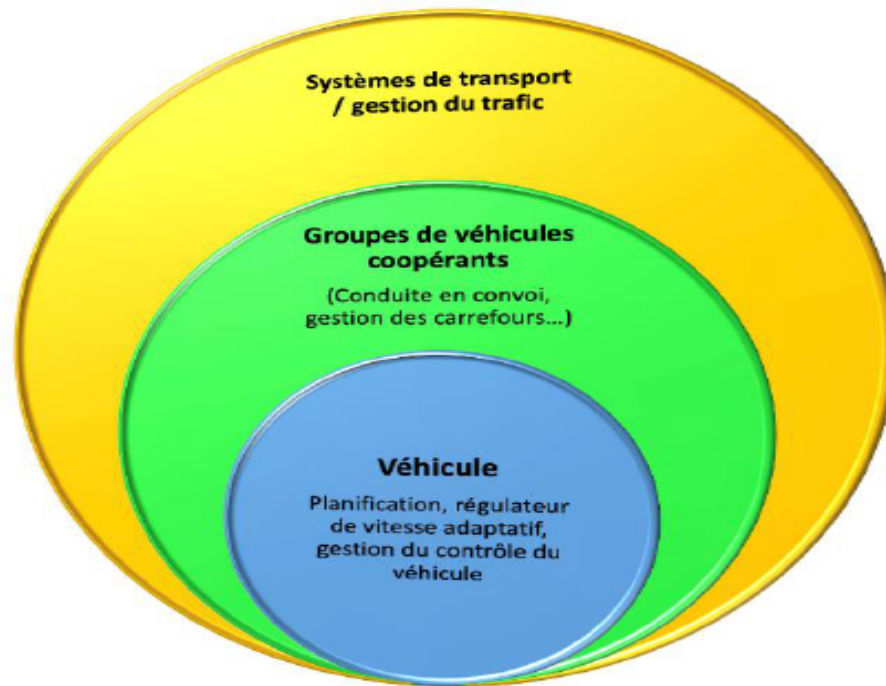 Systèmes de transport
/ gestion du trafic
Groupes de véhicules
coopérants
(Conduite en convoi,
gestion des carrefours...)
Véhicule
Planification, régulateur
de vitesse adaptatif,
gestion du contrôle du
véhicule